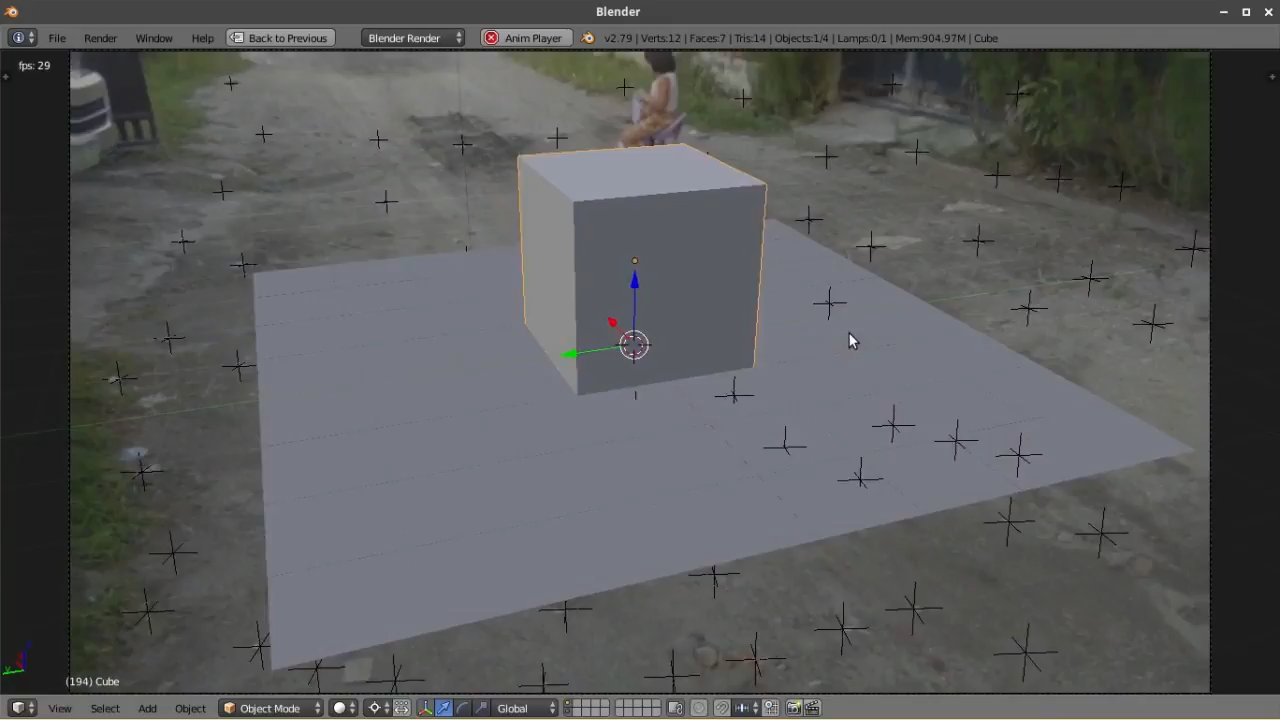 Blender
File Render Window Help Back to Previous Blender Render Anim Player v2.79 | Verts:12 | Faces:7 | Tris:14 | Objects:1/4 | Lamps:0/1 | Mem:904.97M | Cube
fps: 29
(194) Cube
View Select Add Object Object Mode Global